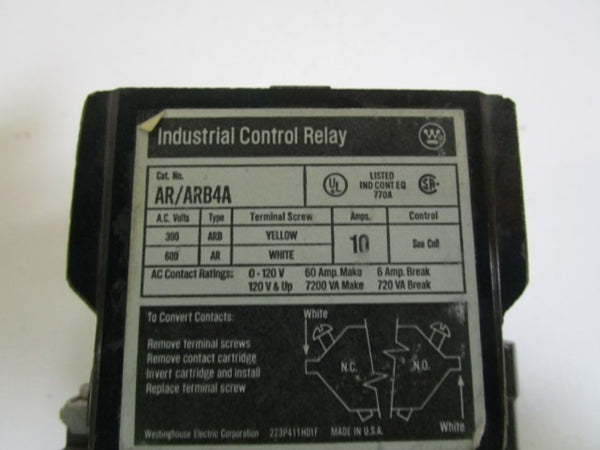 Industrial Control Relay
W
Cat. No.
AR/ARB4A
UL
LISTED
IND CONT EQ
770A
SA
A.C. Volts Type Terminal Screw Amps. Control
300 ARB YELLOW 10 See Coil
600 AR WHITE
AC Contact Ratings: 0-120 V 60 Amp. Make 6 Amp. Break
120 V & Up 7200 VA Make 720 VA Break
To Convert Contacts:
Remove terminal screws
Remove contact cartridge
Invert cartridge and install
Replace terminal screw
White
N.C. N.O.
White
Westinghouse Electric Corporation 223P411H01F MADE IN U.S.A.